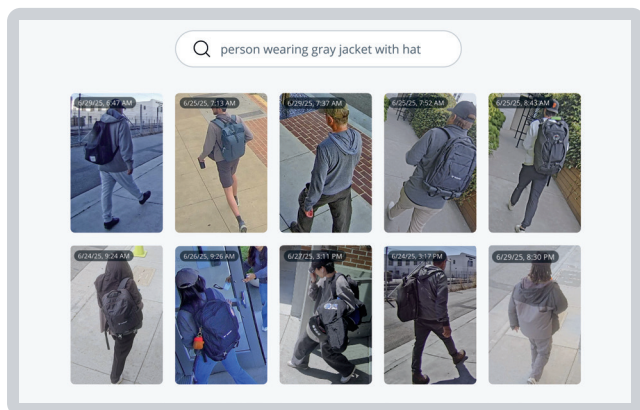 person wearing gray jacket with hat
6/29/25, 6:47 AM
6/25/25, 7:13 AM
6/29/25, 7:37 AM
6/25/25, 7:52 AM
6/25/25, 8:43 AM
6/24/25, 9:24 AM
6/26/25, 9:26 AM
6/27/25, 3:11 PM
6/24/25, 3:17 PM
6/29/25, 8:30 PM